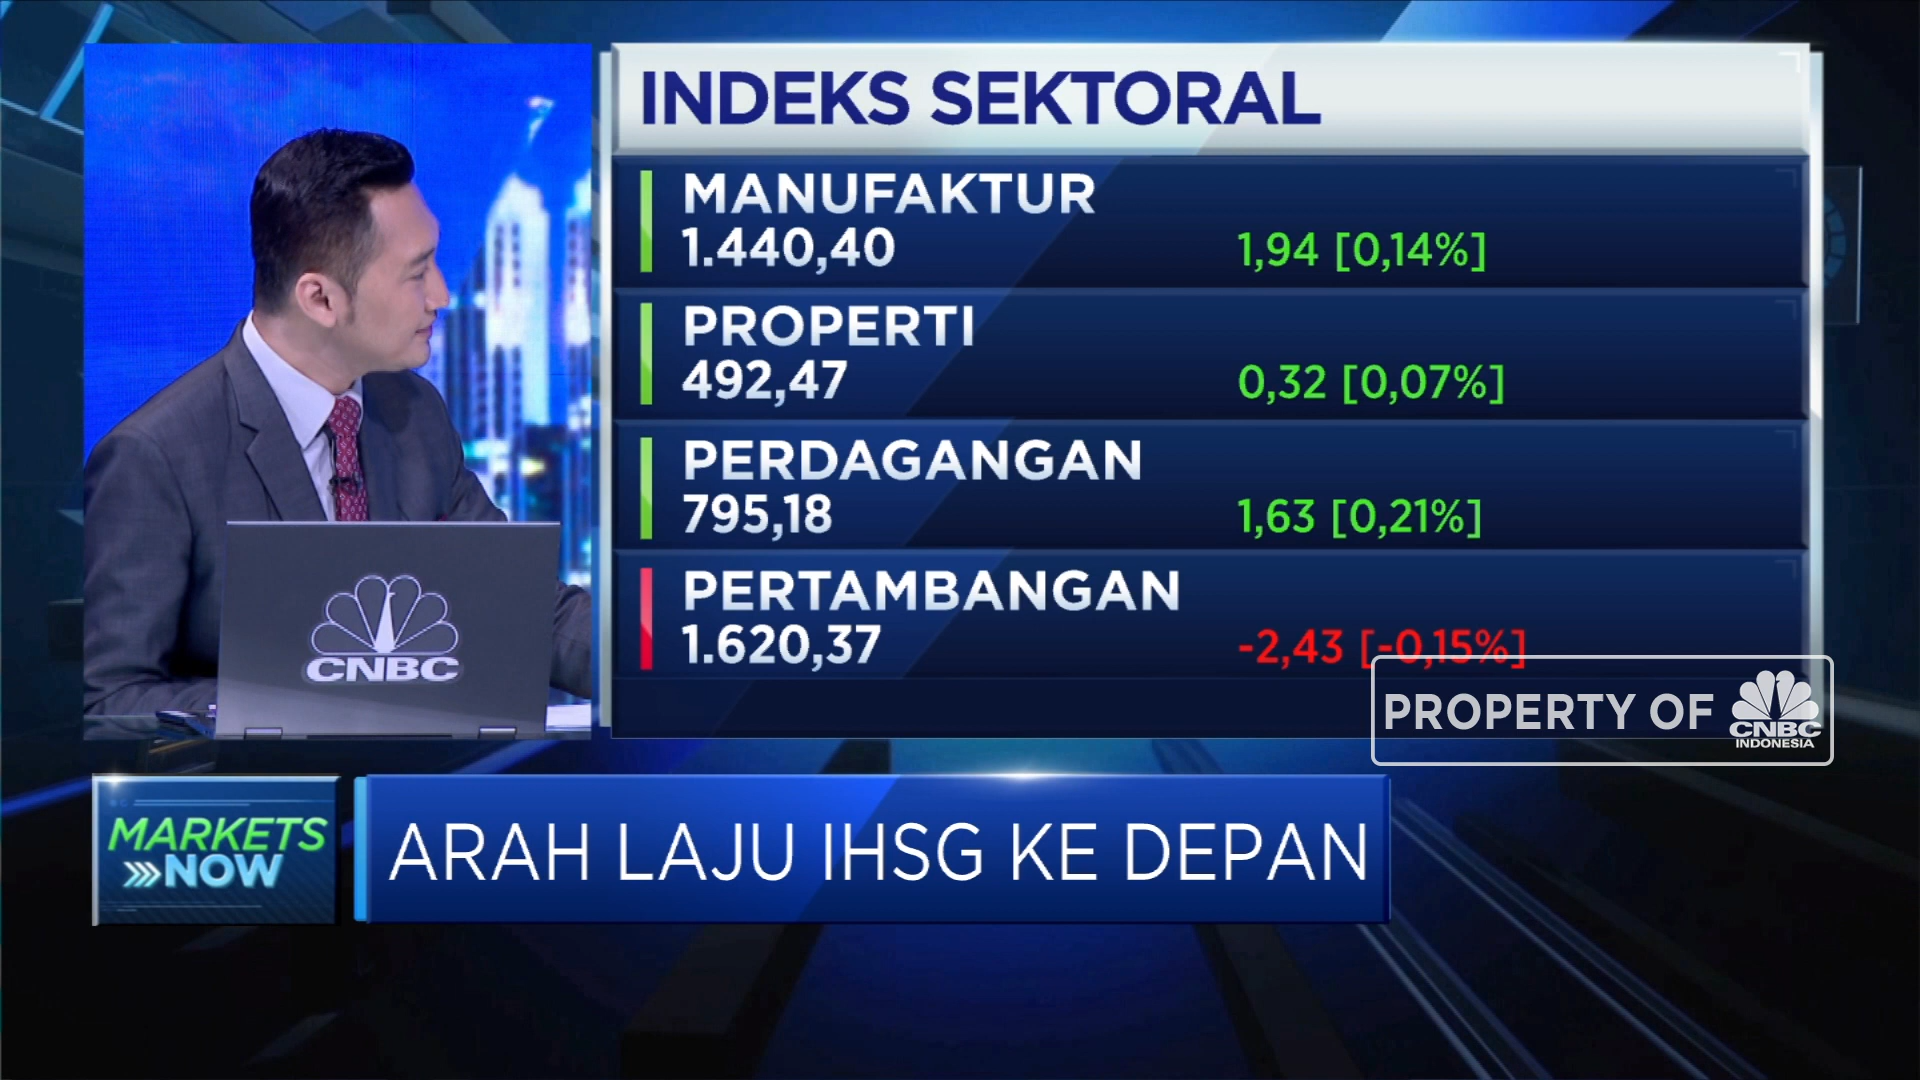 INDEKS SEKTORAL
MANUFAKTUR
1.440,40 1,94 [0,14%]
PROPERTI
492,47 0,32 [0,07%]
PERDAGANGAN
795,18 1,63 [0,21%]
PERTAMBANGAN
1.620,37 -2,43 [-0,15%]
CNBC
PROPERTY OF CNBC INDONESIA
MARKETS
NOW
ARAH LAJU IHSG KE DEPAN